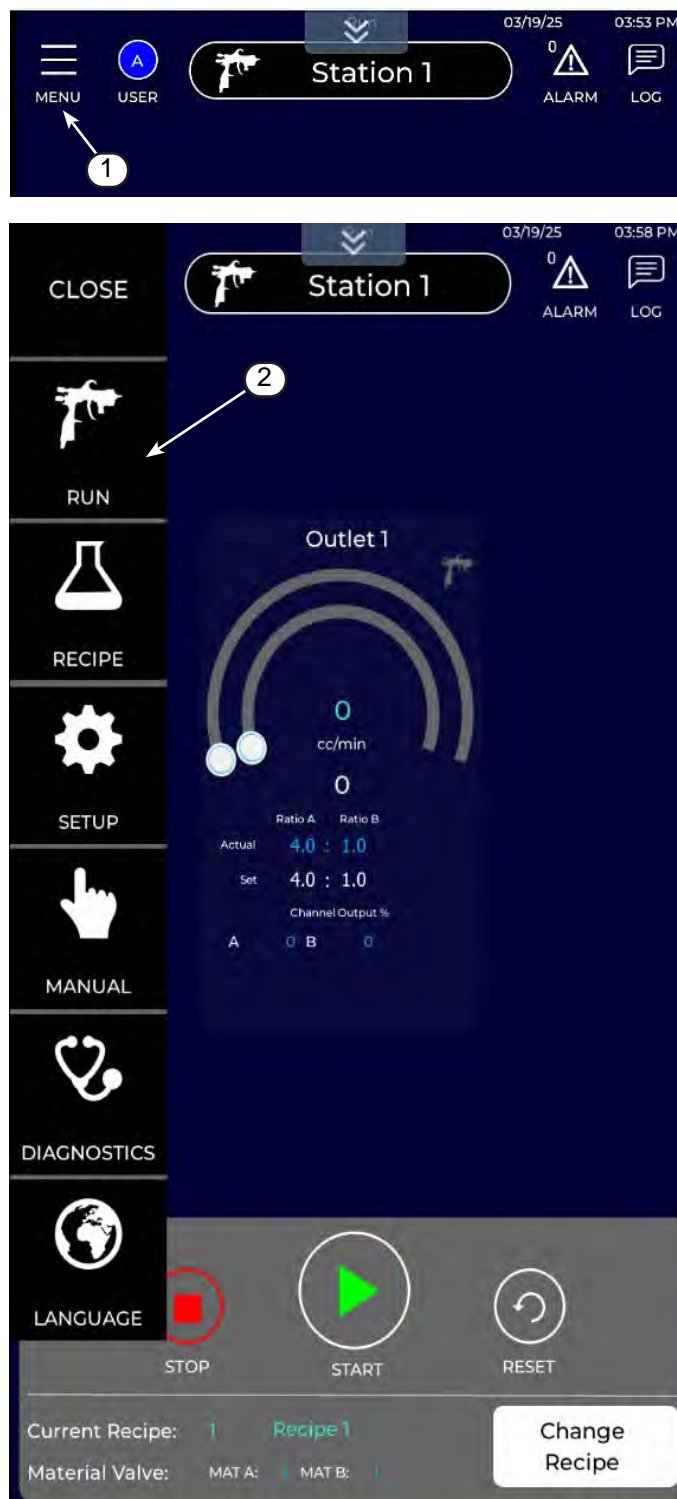 03/19/25 03:53 PM
A
Station 1
0
MENU USER ALARM LOG
1
03/19/25 03:58 PM
CLOSE
Station 1
0
ALARM LOG
2
RUN
Outlet 1
RECIPE
0
cc/min
0
SETUP
Ratio A Ratio B
Actual 4.0 : 1.0
Set 4.0 : 1.0
Channel Output %
A 0 B 0
MANUAL
DIAGNOSTICS
LANGUAGE
STOP START RESET
Current Recipe: 1 Recipe 1
Change
Recipe
Material Valve: MAT A: MAT B: